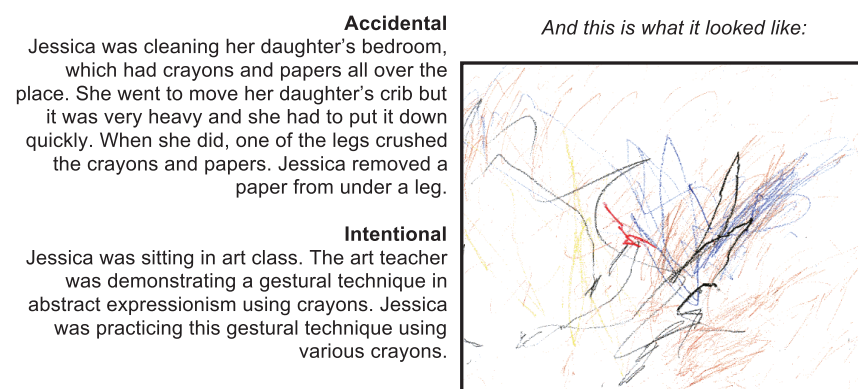 Accidental
Jessica was cleaning her daughter’s bedroom,
which had crayons and papers all over the
place. She went to move her daughter’s crib but
it was very heavy and she had to put it down
quickly. When she did, one of the legs crushed
the crayons and papers. Jessica removed a
paper from under a leg.
Intentional
Jessica was sitting in art class. The art teacher
was demonstrating a gestural technique in
abstract expressionism using crayons. Jessica
was practicing this gestural technique using
various crayons.
And this is what it looked like: